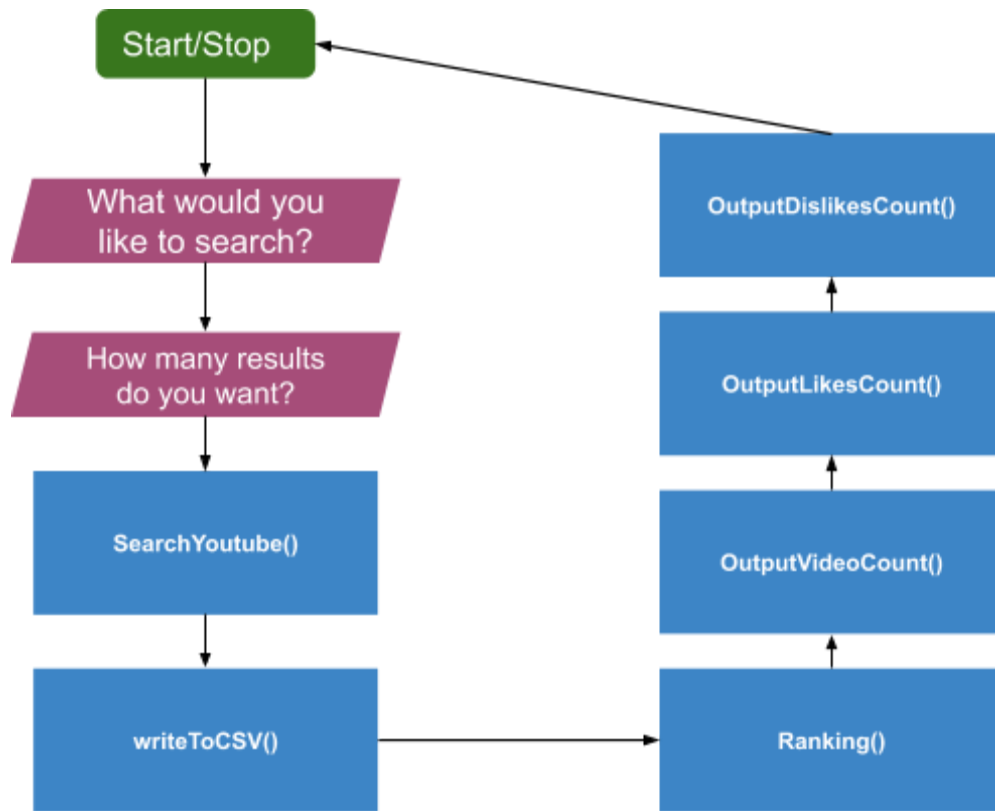 Start/Stop
What would you
like to search?
How many results
do you want?
SearchYoutube()
writeToCSV()
Ranking()
OutputVideoCount()
OutputLikesCount()
OutputDislikesCount()